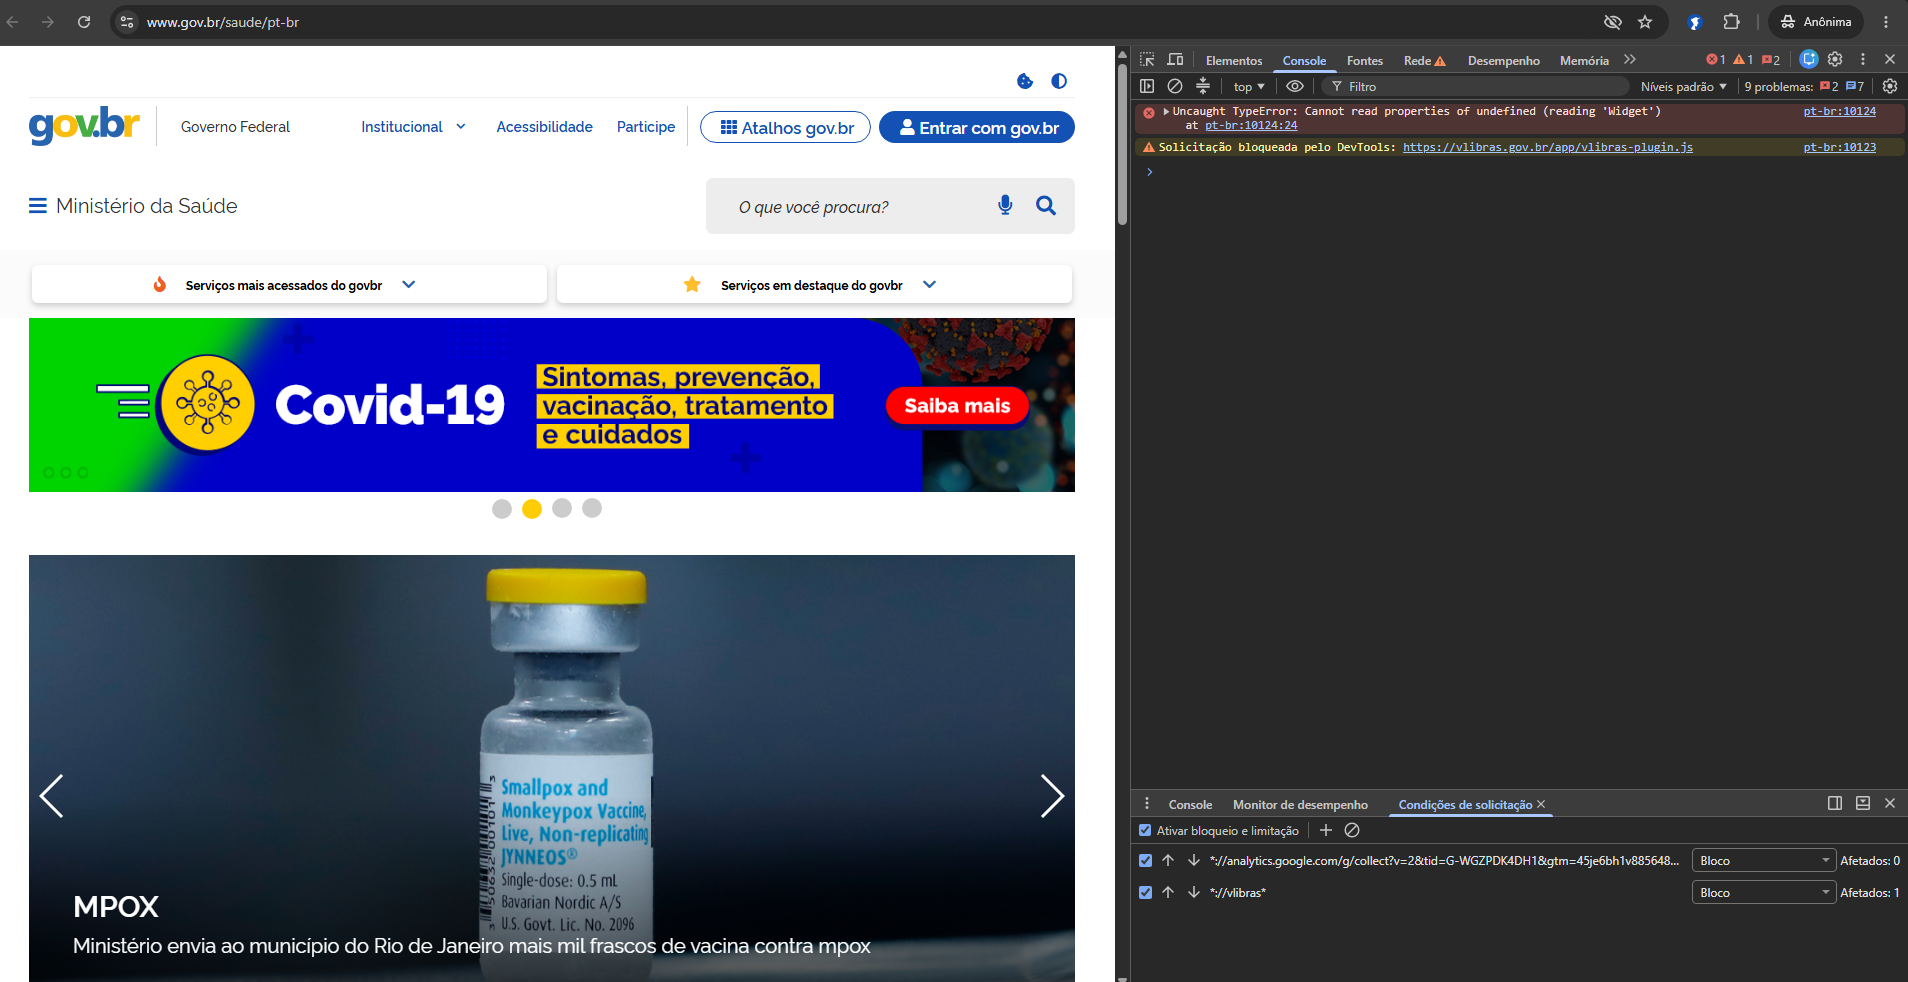 www.gov.br/saude/pt-br
Anônima
gov.br
Governo Federal
Institucional
Acessibilidade
Participe
Atalhos gov.br
Entrar com gov.br
Ministério da Saúde
O que você procura?
Serviços mais acessados do govbr
Serviços em destaque do govbr
Covid-19
Sintomas, prevenção,
vacinação, tratamento
e cuidados
Saiba mais
Smallpox and
Monkeypox Vaccine,
Live, Non-replicating
JYNNEOS®
Single-dose: 0.5 mL
Bavarian Nordic A/S
U.S. Govt. Lic. No. 2096
MPOX
Ministério envia ao município do Rio de Janeiro mais mil frascos de vacina contra mpox
Elementos
Console
Fontes
Rede
Desempenho
Memória
1
1
2
top
Filtro
Níveis padrão
9 problemas:
2
7
Uncaught TypeError: Cannot read properties of undefined (reading 'Widget')
pt-br:10124
at pt-br:10124:24
Solicitação bloqueada pelo DevTools: https://vlibras.gov.br/app/vlibras-plugin.js
pt-br:10123
Console
Monitor de desempenho
Condições de solicitação
Ativar bloqueio e limitação
*://analytics.google.com/g/collect?v=2&tid=G-WGZPDK4DH1&gtm=45je6bh1v885648...
Bloco
Afetados: 0
*://vlibras*
Bloco
Afetados: 1